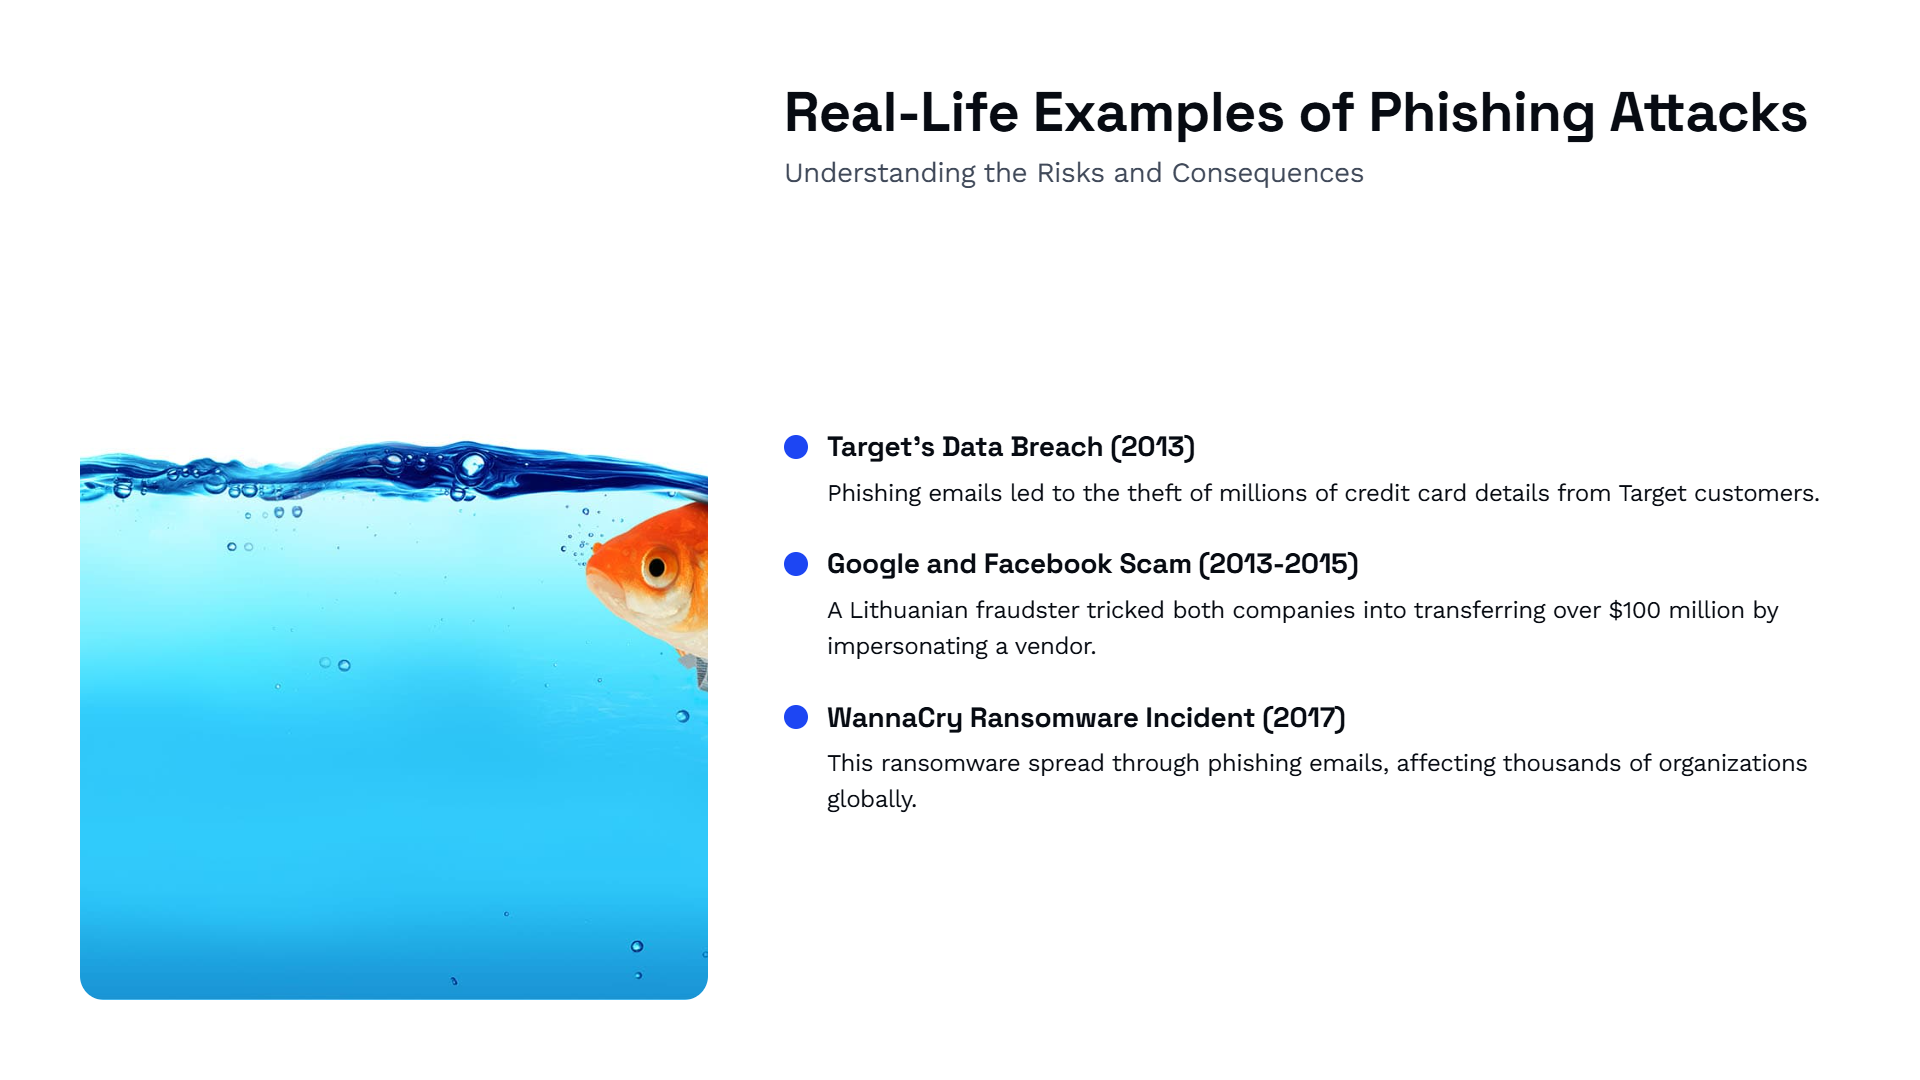 Real-Life Examples of Phishing Attacks
Understanding the Risks and Consequences
Target's Data Breach (2013)
Phishing emails led to the theft of millions of credit card details from Target customers.
Google and Facebook Scam (2013-2015)
A Lithuanian fraudster tricked both companies into transferring over $100 million by
impersonating a vendor.
WannaCry Ransomware Incident (2017)
This ransomware spread through phishing emails, affecting thousands of organizations
globally.